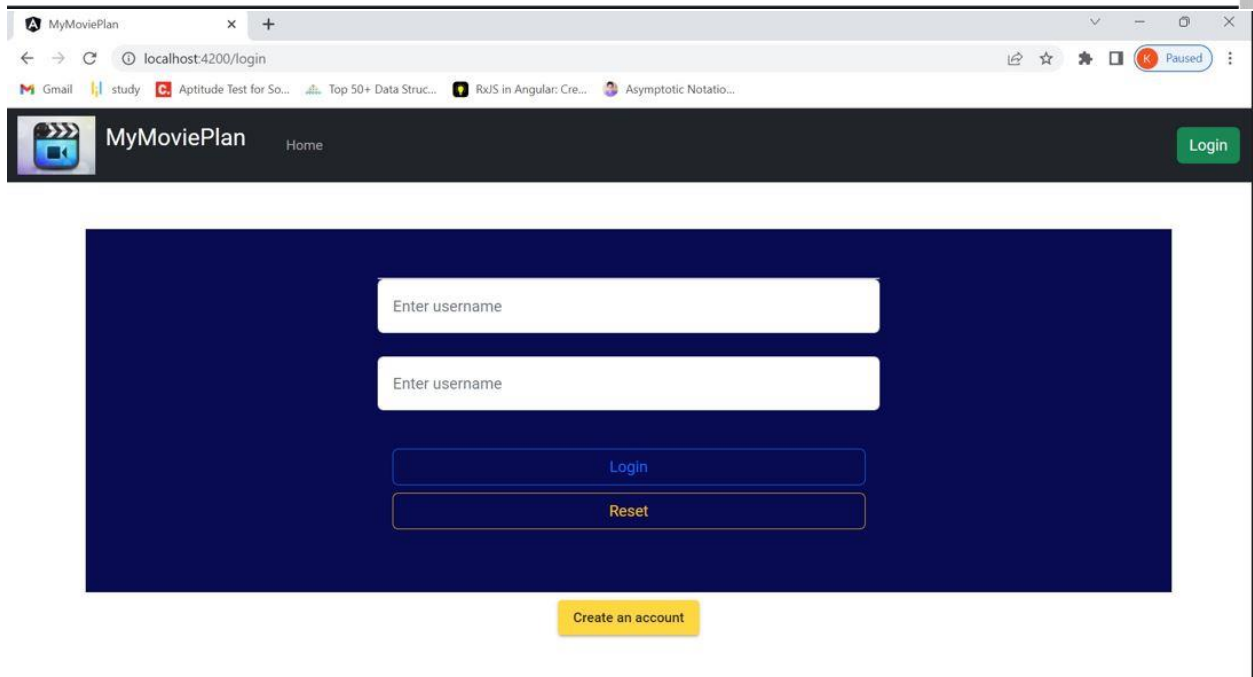 MyMoviePlan
localhost:4200/login
K Paused
Gmail study C. Aptitude Test for So... Top 50+ Data Struc... RxJS in Angular: Cre... Asymptotic Notatio...
MyMoviePlan Home Login
Enter username
Enter username
Login
Reset
Create an account